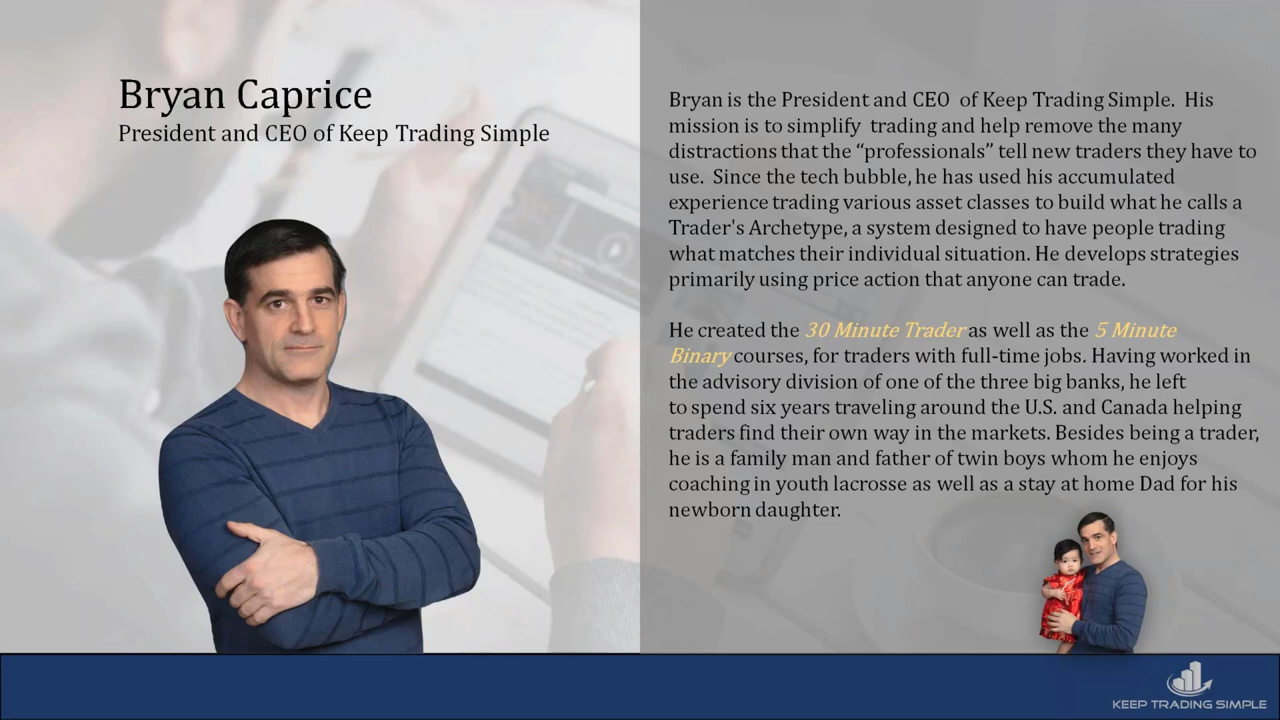 Bryan Caprice
President and CEO of Keep Trading Simple
Bryan is the President and CEO of Keep Trading Simple. His
mission is to simplify trading and help remove the many
distractions that the “professionals” tell new traders they have to
use. Since the tech bubble, he has used his accumulated
experience trading various asset classes to build what he calls a
Trader's Archetype, a system designed to have people trading
what matches their individual situation. He develops strategies
primarily using price action that anyone can trade.
He created the 30 Minute Trader as well as the 5 Minute
Binary courses, for traders with full-time jobs. Having worked in
the advisory division of one of the three big banks, he left
to spend six years traveling around the U.S. and Canada helping
traders find their own way in the markets. Besides being a trader,
he is a family man and father of twin boys whom he enjoys
coaching in youth lacrosse as well as a stay at home Dad for his
newborn daughter.
KEEP TRADING SIMPLE